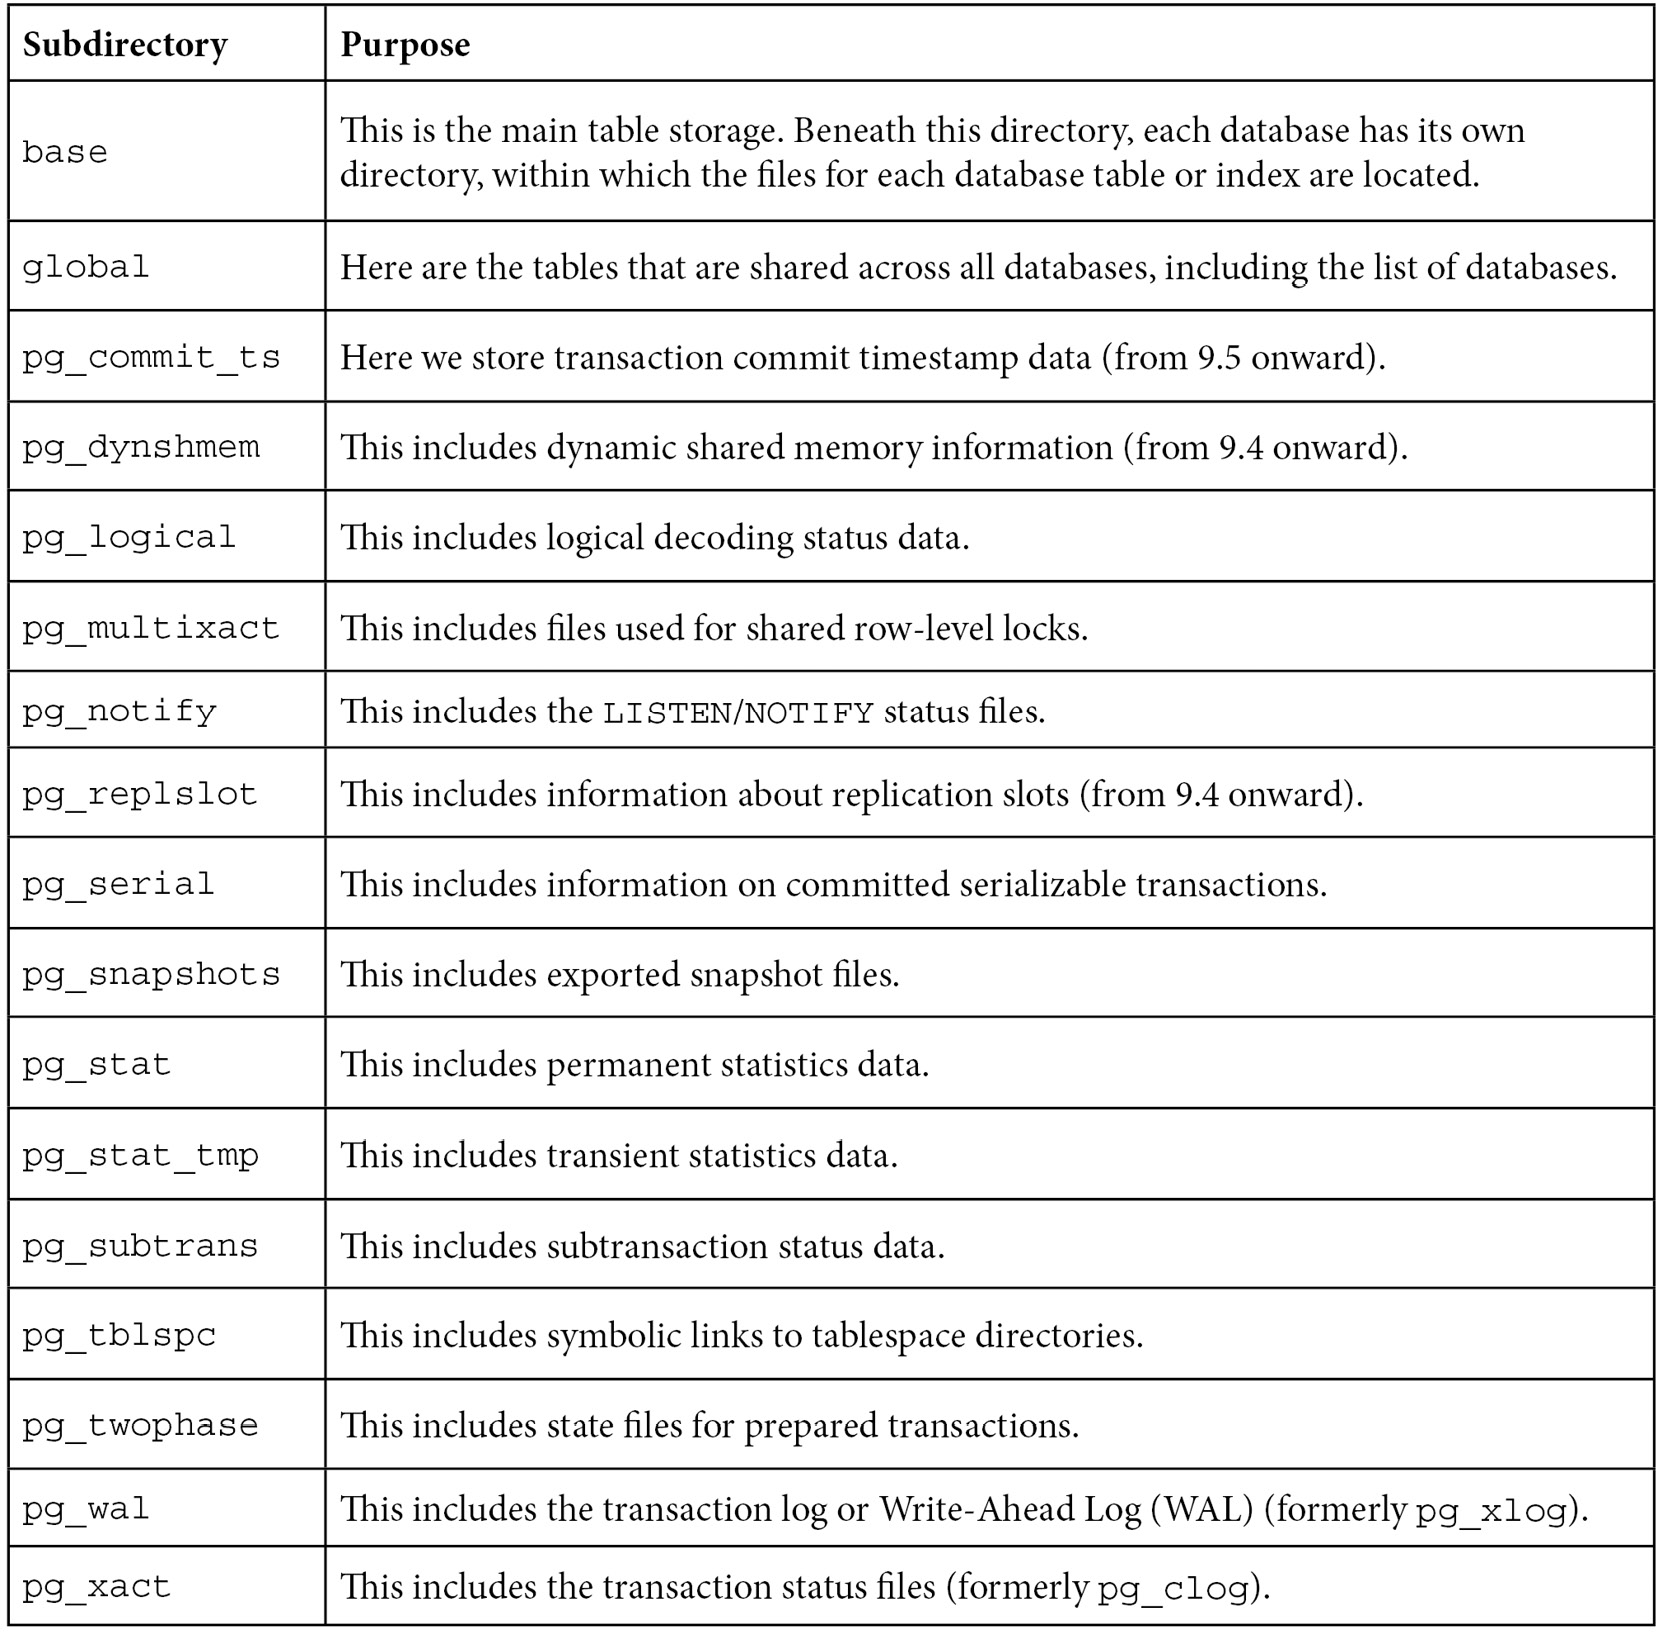 Subdirectory Purpose
base This is the main table storage. Beneath this directory, each database has its own
directory, within which the files for each database table or index are located.
global Here are the tables that are shared across all databases, including the list of databases.
pg_commit_ts Here we store transaction commit timestamp data (from 9.5 onward).
pg_dynshmem This includes dynamic shared memory information (from 9.4 onward).
pg_logical This includes logical decoding status data.
pg_multixact This includes files used for shared row-level locks.
pg_notify This includes the LISTEN/NOTIFY status files.
pg_replslot This includes information about replication slots (from 9.4 onward).
pg_serial This includes information on committed serializable transactions.
pg_snapshots This includes exported snapshot files.
pg_stat This includes permanent statistics data.
pg_stat_tmp This includes transient statistics data.
pg_subtrans This includes subtransaction status data.
pg_tblspc This includes symbolic links to tablespace directories.
pg_twophase This includes state files for prepared transactions.
pg_wal This includes the transaction log or Write-Ahead Log (WAL) (formerly pg_xlog).
pg_xact This includes the transaction status files (formerly pg_clog).